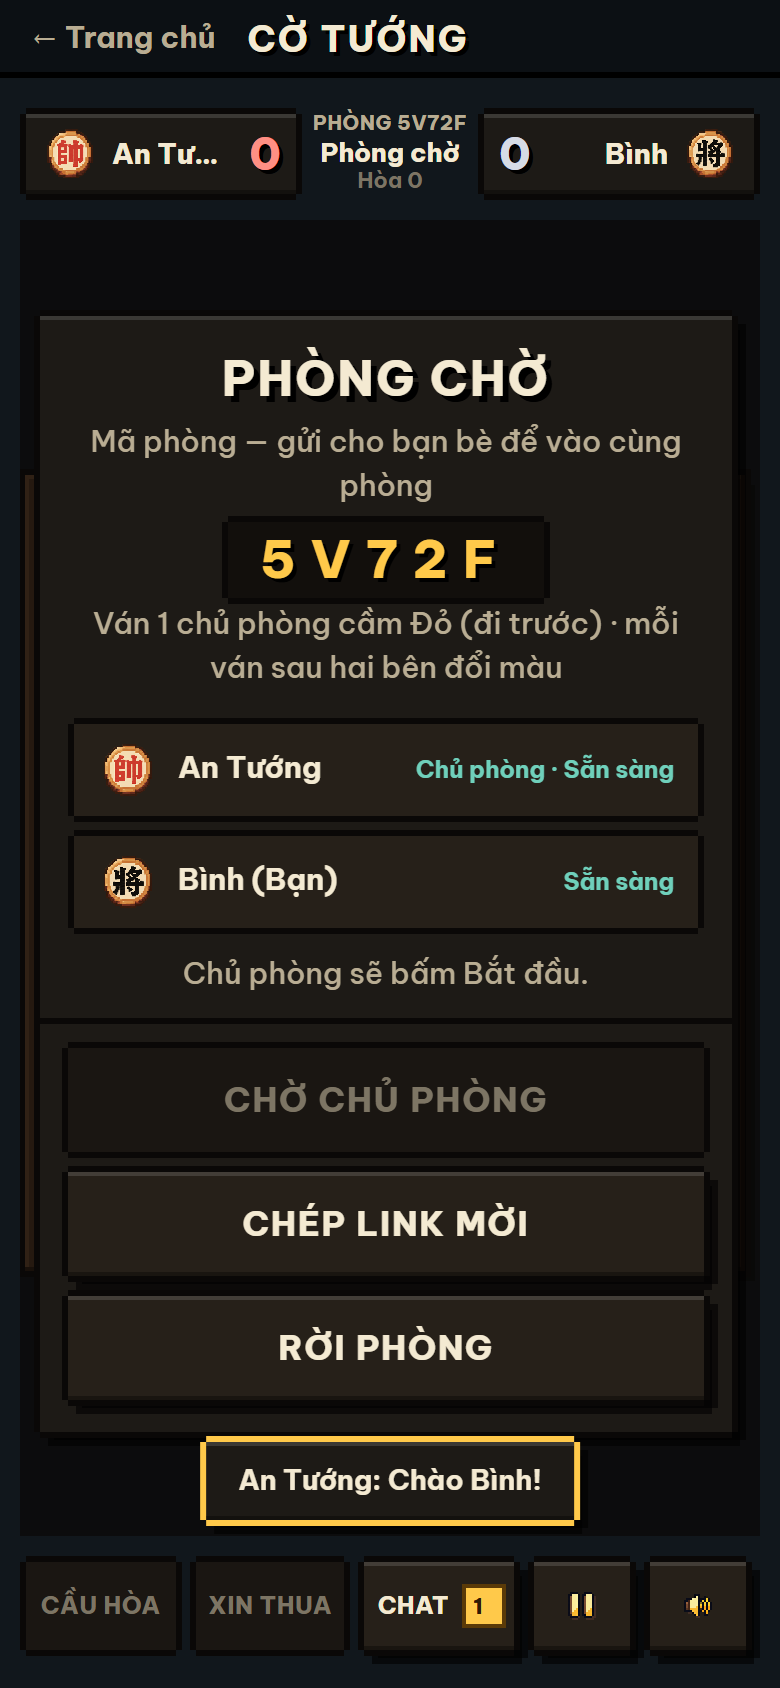 ← Trang chủ CỜ TƯỚNG
帥 An Tư... 0
PHÒNG 5V72F
Phòng chờ
Hòa 0
0 Bình 將
PHÒNG CHỜ
Mã phòng — gửi cho bạn bè để vào cùng
phòng
5V72F
Ván 1 chủ phòng cầm Đỏ (đi trước) · mỗi
ván sau hai bên đổi màu
帥 An Tướng Chủ phòng · Sẵn sàng
將 Bình (Bạn) Sẵn sàng
Chủ phòng sẽ bấm Bắt đầu.
CHỜ CHỦ PHÒNG
CHÉP LINK MỜI
RỜI PHÒNG
An Tướng: Chào Bình!
CẦU HÒA XIN THUA CHAT 1